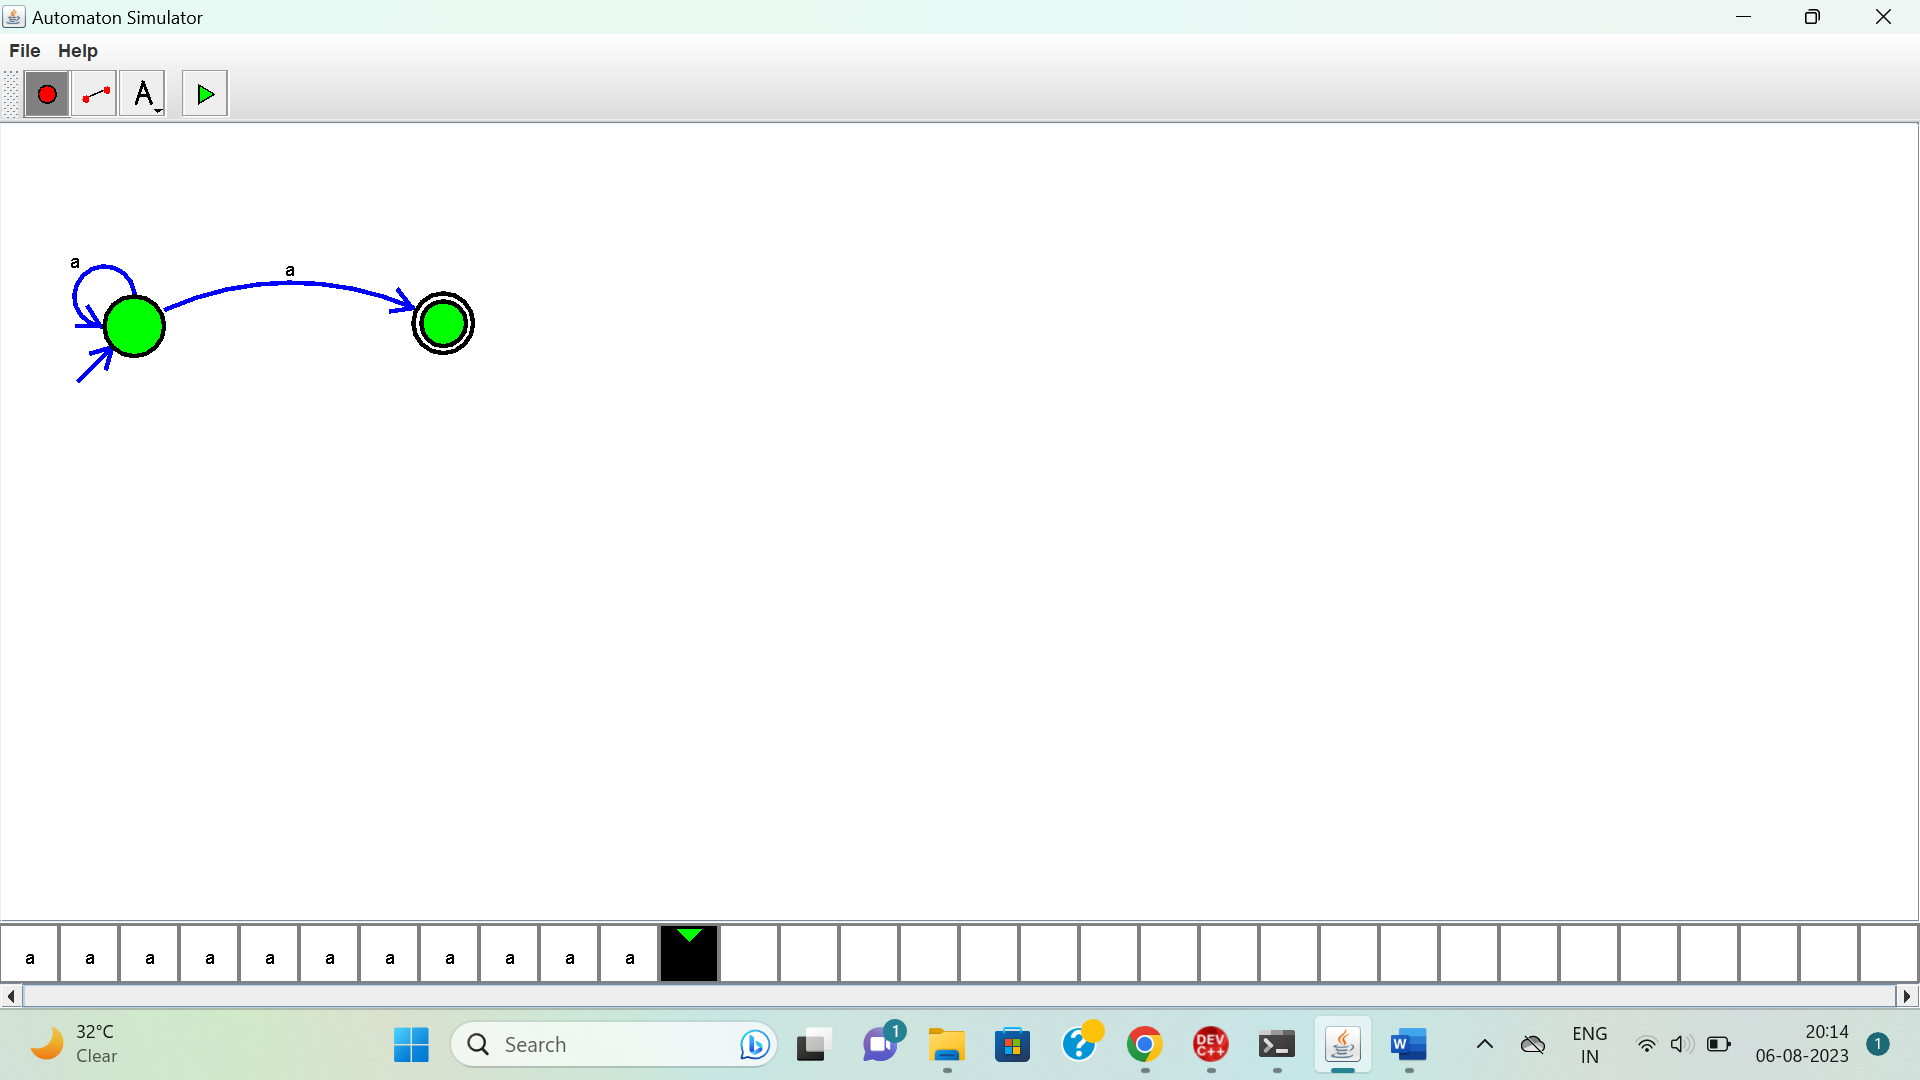 Automaton Simulator
File Help
A
a
a
a a a a a a a a a a a
32°C
Clear
Search
1
DEV
C++
W
ENG
IN
20:14
06-08-2023
1